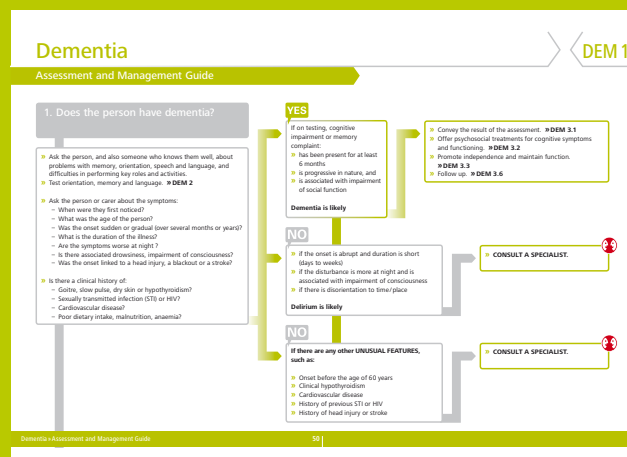 Dementia
DEM 1
Assessment and Management Guide
1. Does the person have dementia?
» Ask the person, and also someone who knows them well, about
problems with memory, orientation, speech and language, and
difficulties in performing key roles and activities.
» Test orientation, memory and language. » DEM 2
» Ask the person or carer about the symptoms:
– When were they first noticed?
– What was the age of the person?
– Was the onset sudden or gradual (over several months or years)?
– What is the duration of the illness?
– Are the symptoms worse at night ?
– Is there associated drowsiness, impairment of consciousness?
– Was the onset linked to a head injury, a blackout or a stroke?
» Is there a clinical history of:
– Goitre, slow pulse, dry skin or hypothyroidism?
– Sexually transmitted infection (STI) or HIV?
– Cardiovascular disease?
– Poor dietary intake, malnutrition, anaemia?
YES
If on testing, cognitive
impairment or memory
complaint:
» has been present for at least
6 months
» is progressive in nature, and
» is associated with impairment
of social function
Dementia is likely
» Convey the result of the assessment. » DEM 3.1
» Offer psychosocial treatments for cognitive symptoms
and functioning. » DEM 3.2
» Promote independence and maintain function.
» DEM 3.3
» Follow up. » DEM 3.6
NO
» if the onset is abrupt and duration is short
(days to weeks)
» if the disturbance is more at night and is
associated with impairment of consciousness
» if there is disorientation to time/place
Delirium is likely
» CONSULT A SPECIALIST.
NO
If there are any other UNUSUAL FEATURES,
such as:
» Onset before the age of 60 years
» Clinical hypothyroidism
» Cardiovascular disease
» History of previous STI or HIV
» History of head injury or stroke
» CONSULT A SPECIALIST.
Dementia » Assessment and Management Guide
50